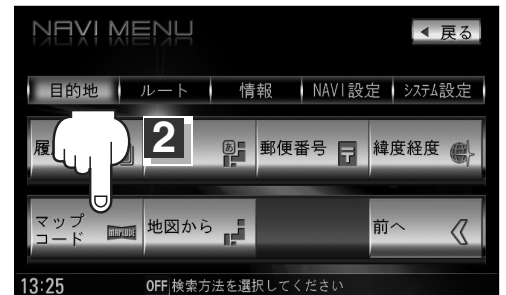 NAVI MENU
戻る
目的地 ルート 情報 NAVI設定 システム設定
履 2 あ 郵便番号 〒 緯度経度
マップ
コード MAPCODE 地図から 前へ
13:25 OFF 検索方法を選択してください